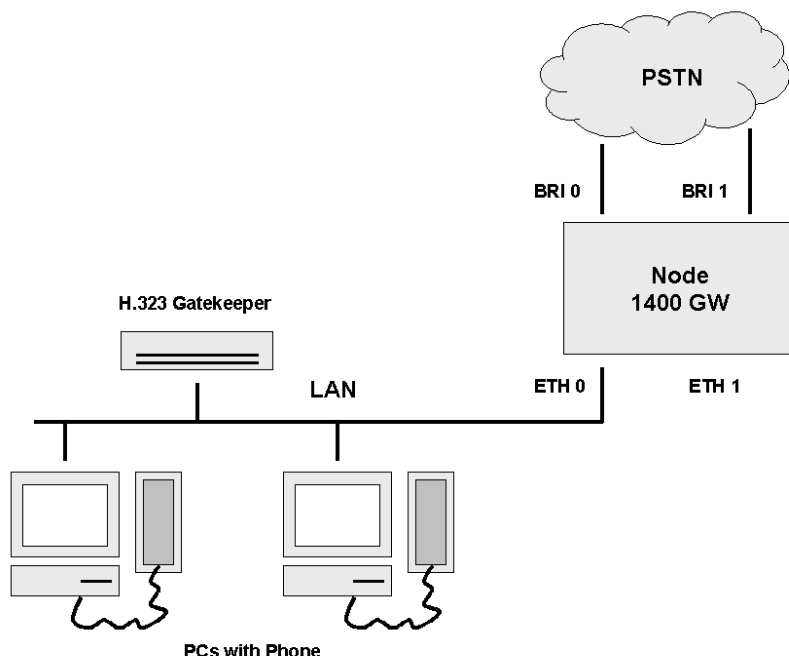 PSTN
BRI 0
BRI 1
Node
1400 GW
H.323 Gatekeeper
LAN
ETH 0
ETH 1
PCs with Phone